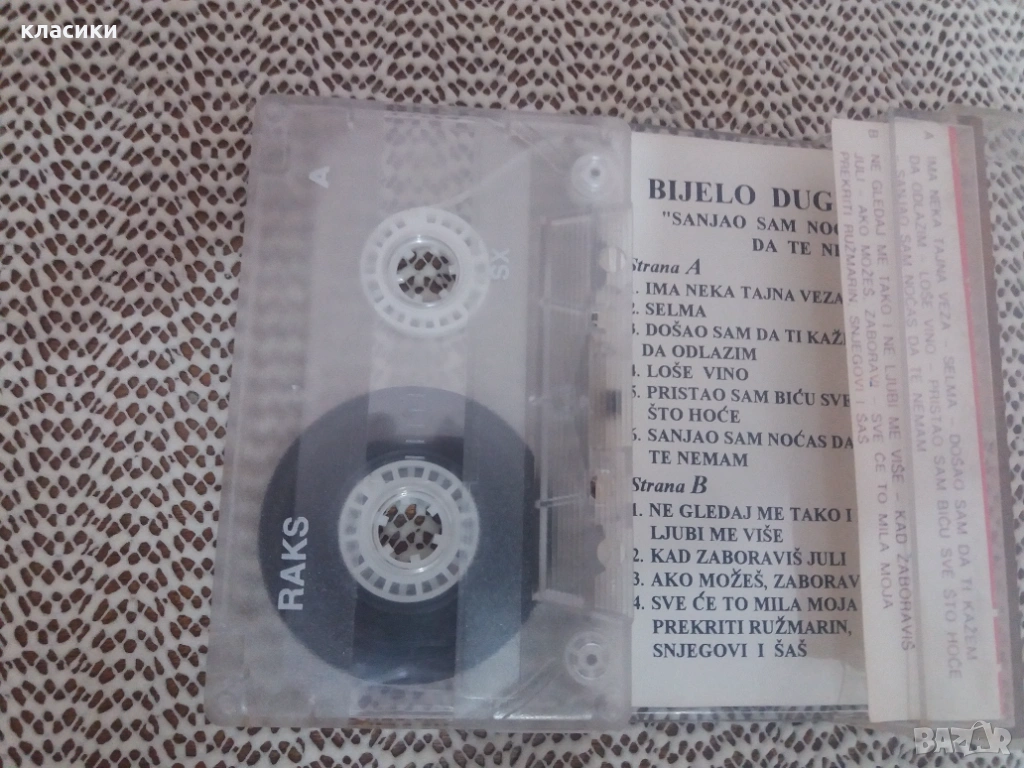 класики
A
SX
RAKS
BIJELO DUG
"SANJAO SAM NOĆ
DA TE N
Strana A
1. IMA NEKA TAJNA VEZA
2. SELMA
3. DOŠAO SAM DA TI KAŽ
DA ODLAZIM
4. LOŠE VINO
5. PRISTAO SAM BIĆU SVE
ŠTO HOĆE
6. SANJAO SAM NOĆAS DA
TE NEMAM
Strana B
1. NE GLEDAJ ME TAKO I
LJUBI ME VIŠE
2. KAD ZABORAVIŠ JULI
3. AKO MOŽEŠ, ZABORAV
4. SVE ĆE TO MILA MOJA
PREKRITI RUŽMARIN,
SNJEGOVI I ŠAŠ
A IMA NEKA TAJNA VEZA - SELMA - DOŠAO SAM DA TI KAŽEM
DA ODLAZIM - LOŠE VINO - PRISTAO SAM BIĆU SVE ŠTO HOĆE
SANJAO SAM NOĆAS DA TE NEMAM
B NE GLEDAJ ME TAKO I NE LJUBI ME VIŠE - KAD ZABORAVIŠ
JULI - AKO MOŽEŠ ZABORAVI - SVE ĆE TO MILA MOJA
PREKRITI RUŽMARIN, SNJEGOVI I ŠAŠ
BAZAR